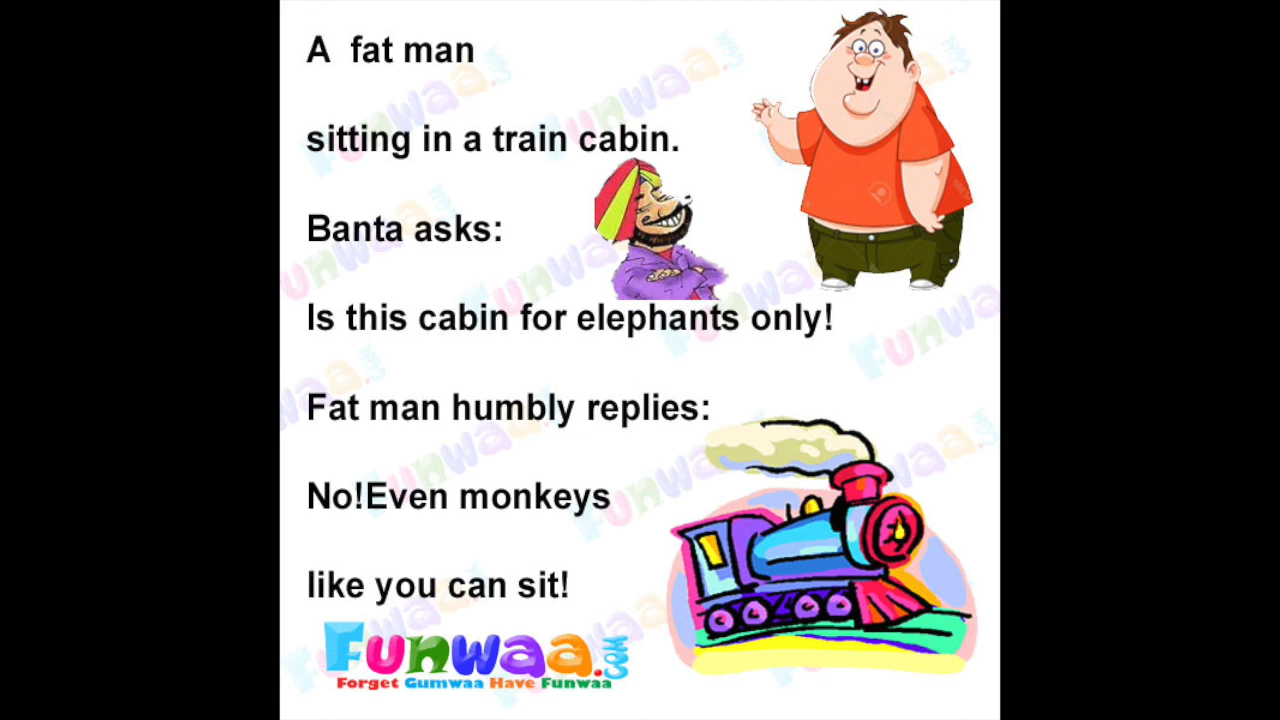 A  fat man
sitting in a train cabin.
Banta asks:
Is this cabin for elephants only!
Fat man humbly replies:
No!Even monkeys
like you can sit!
Funwaa.com
Forget Gumwaa Have Funwaa